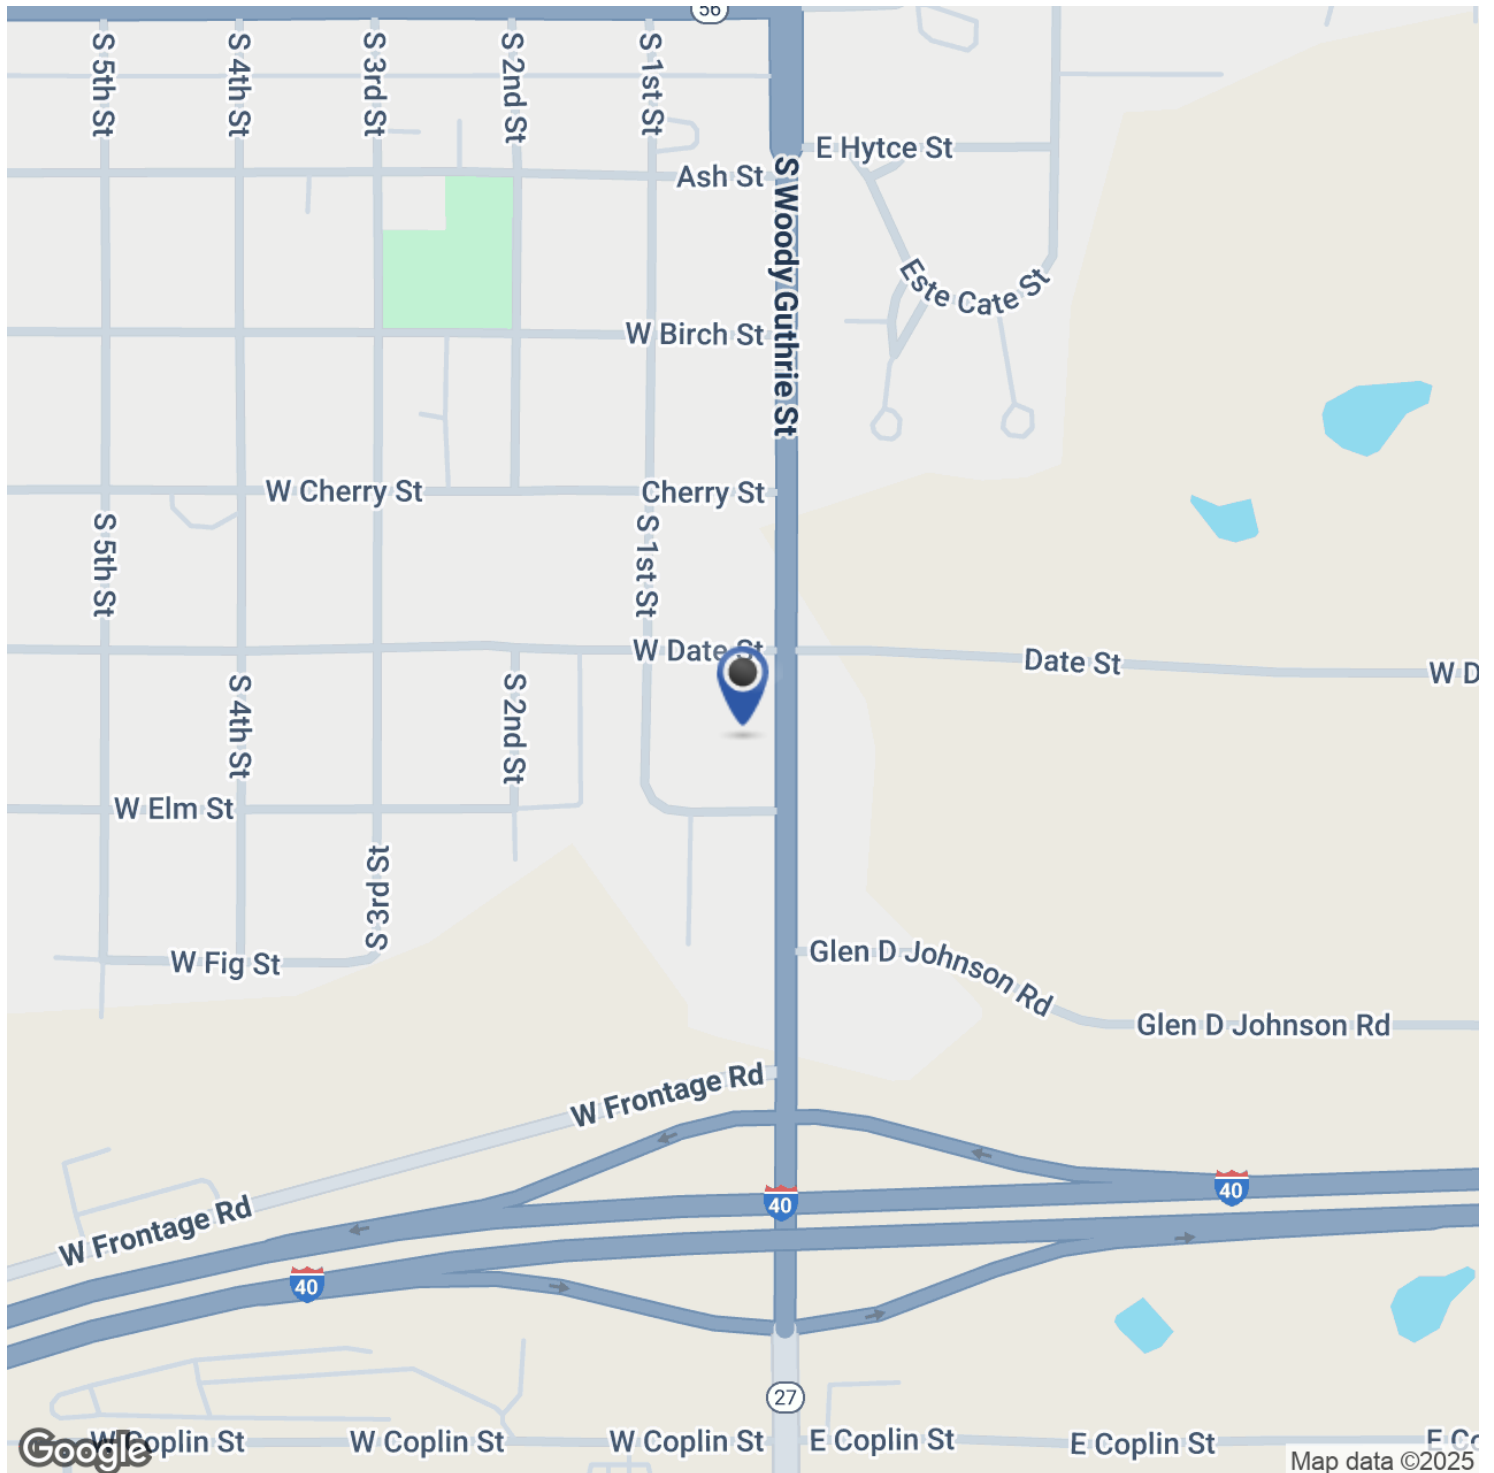 56
S 5th St
S 4th St
S 3rd St
S 2nd St
S 1st St
E Hytce St
Ash St
S Woody Guthrie St
Este Cate St
W Birch St
W Cherry St
Cherry St
S 5th St
S 1st St
W Date St
Date St
W D
S 4th St
S 2nd St
W Elm St
S 3rd St
W Fig St
Glen D Johnson Rd
Glen D Johnson Rd
W Frontage Rd
W Frontage Rd
40
40
40
27
W Coplin St
W Coplin St
W Coplin St
E Coplin St
E Coplin St
E Co
Google
Map data ©2025